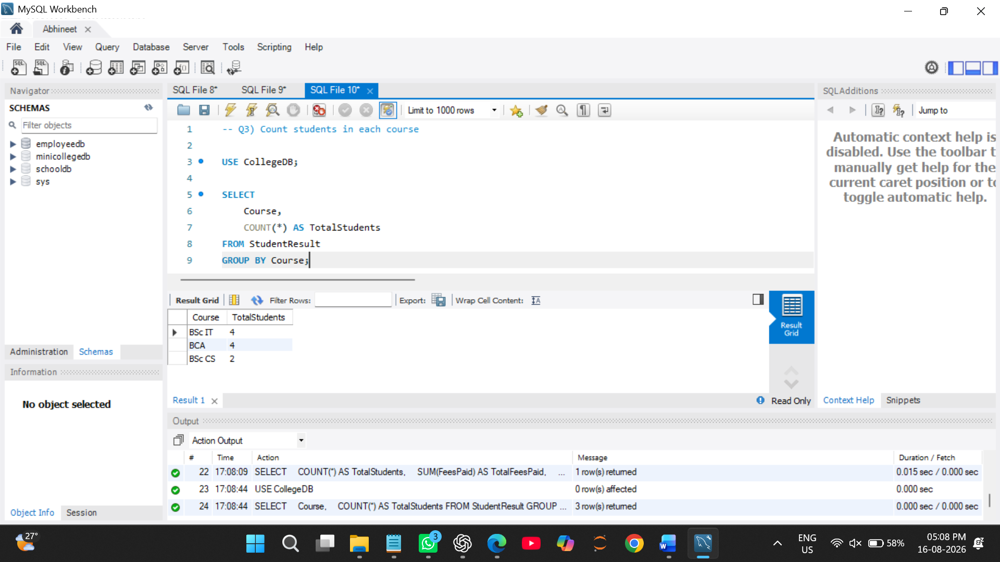 MySQL Workbench
Abhineet
File Edit View Query Database Server Tools Scripting Help
Navigator
SCHEMAS
Filter objects
employeedb
minicollegedb
schooldb
sys
Administration Schemas
Information
No object selected
Object Info Session
SQL File 8* SQL File 9* SQL File 10*
Limit to 1000 rows
1 -- Q3) Count students in each course
2
3 USE CollegeDB;
4
5 SELECT
6 Course,
7 COUNT(*) AS TotalStudents
8 FROM StudentResult
9 GROUP BY Course;
Result Grid Filter Rows: Export: Wrap Cell Content:
Course TotalStudents
BSc IT 4
BCA 4
BSc CS 2
Result Grid
Result 1 Read Only
SQLAdditions
Jump to
Automatic context help is
disabled. Use the toolbar t
manually get help for the
current caret position or to
toggle automatic help.
Context Help Snippets
Output
Action Output
# Time Action Message Duration / Fetch
22 17:08:09 SELECT COUNT(*) AS TotalStudents, SUM(FeesPaid) AS TotalFeesPaid, ... 1 row(s) returned 0.015 sec / 0.000 sec
23 17:08:44 USE CollegeDB 0 row(s) affected 0.000 sec
24 17:08:44 SELECT Course, COUNT(*) AS TotalStudents FROM StudentResult GROUP ... 3 row(s) returned 0.000 sec / 0.000 sec
27°
3
ENG
US
58%
05:08 PM
16-08-2026